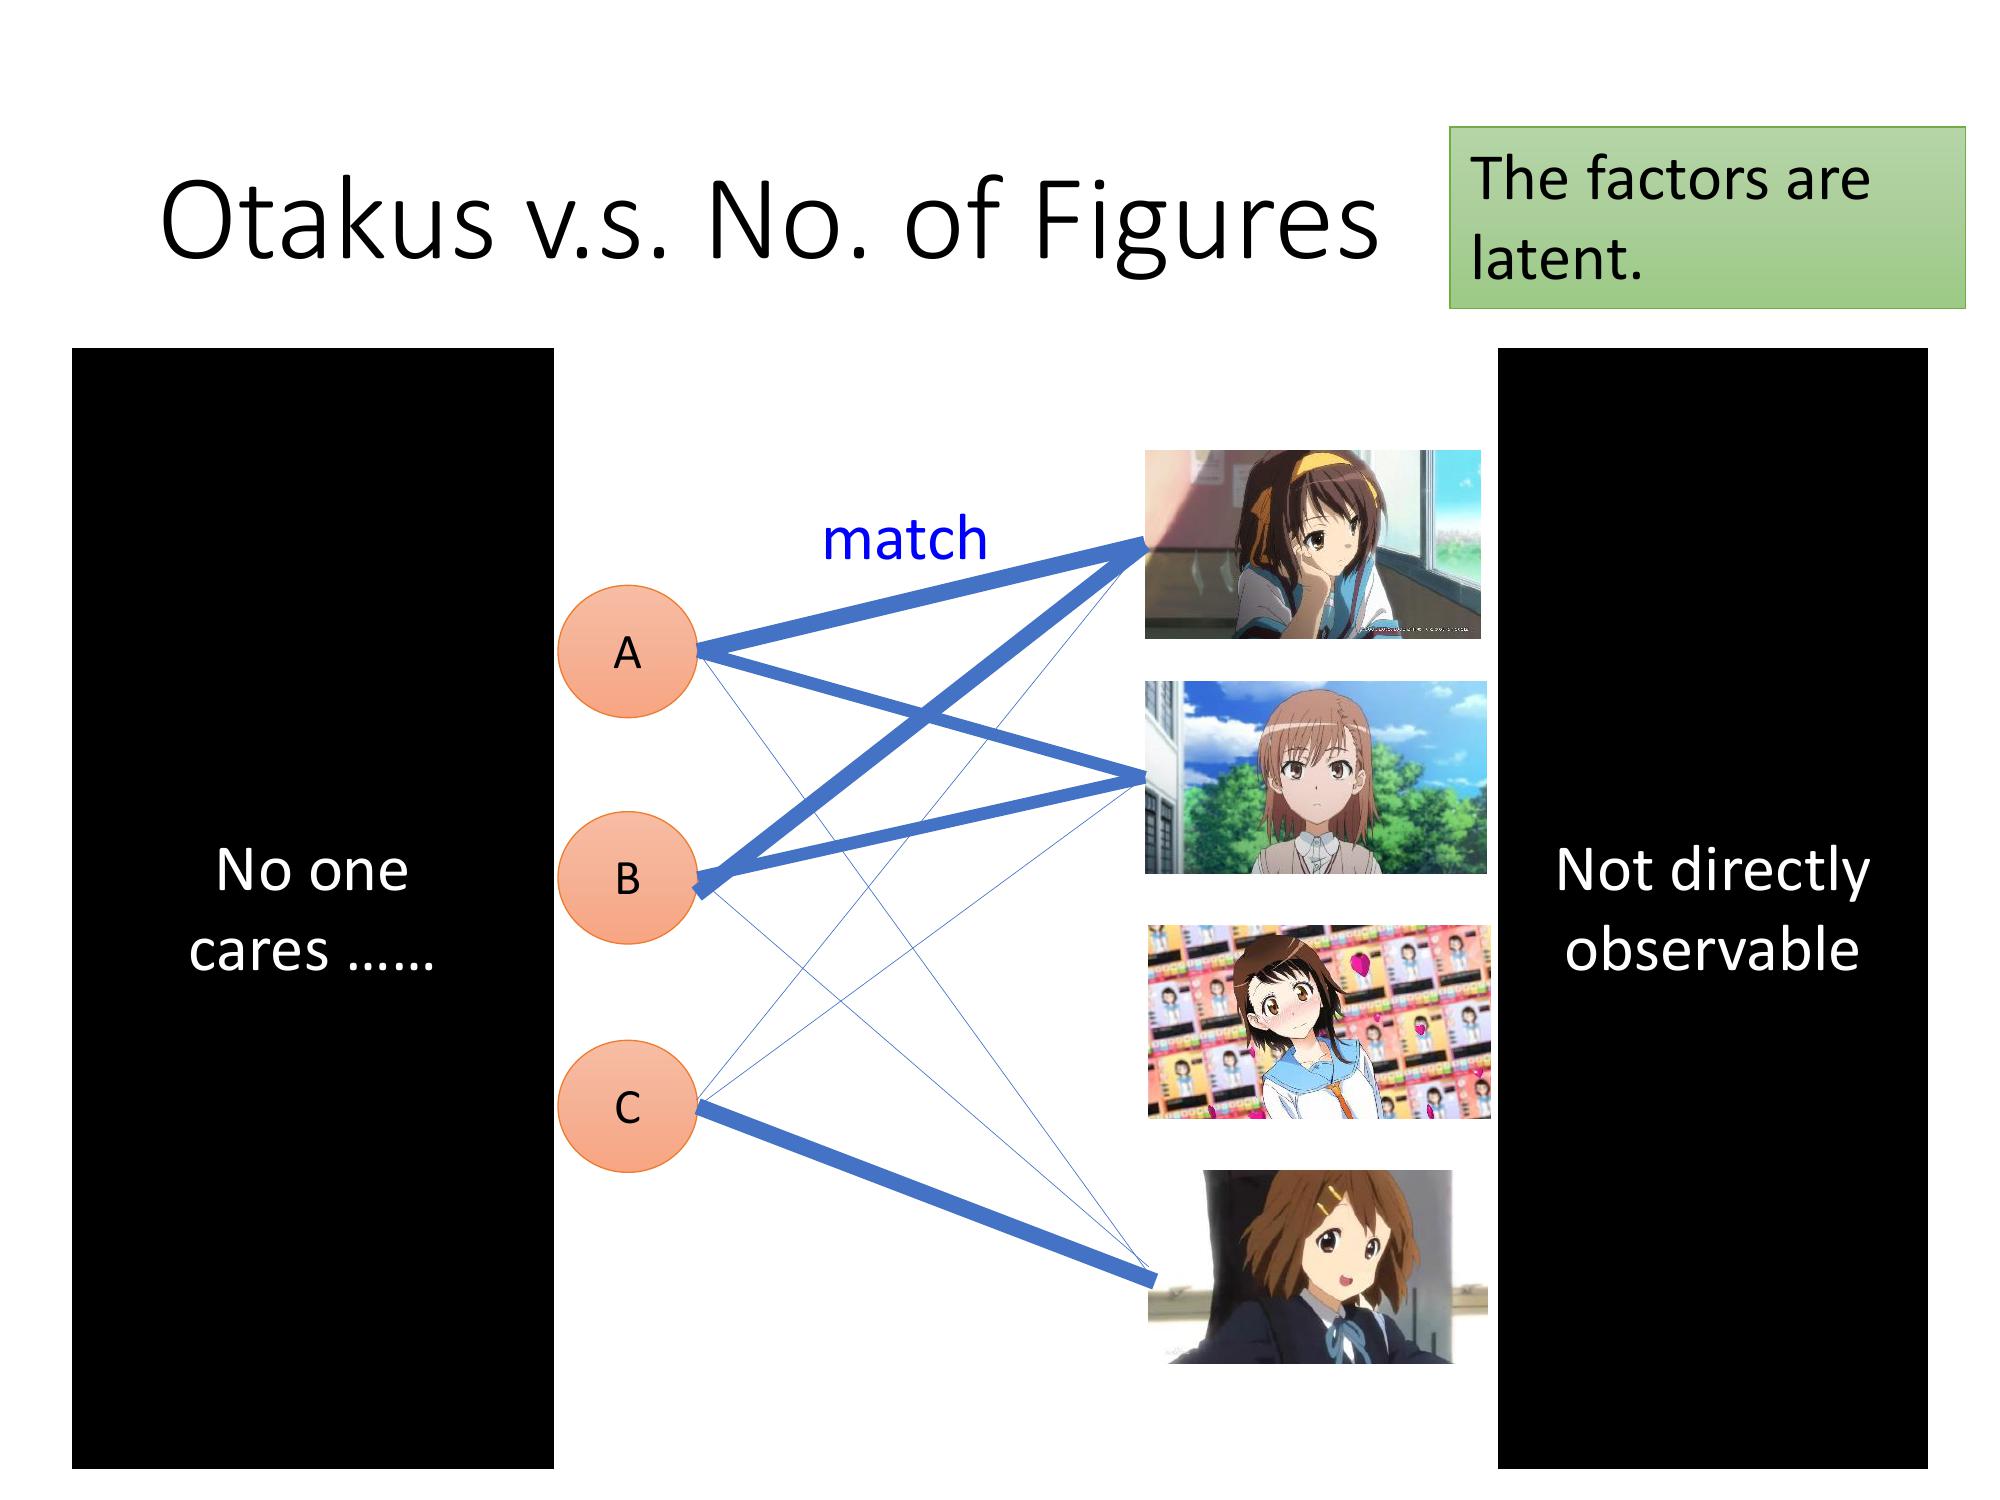 Otakus v.s. No. of Figures
The factors are
latent.
match
A
B
C
No one
cares ......
Not directly
observable